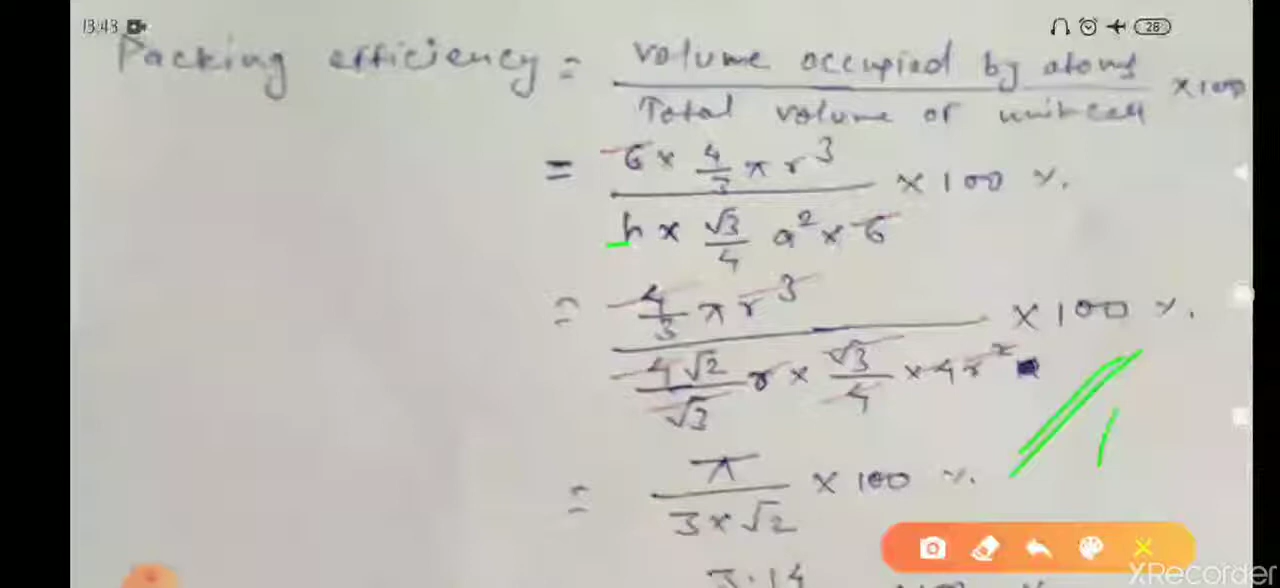 13:43 28
Packing efficiency = volume occupied by atoms / Total volume of unit cell × 100
= 6 × 4/3 π r³ / h × √3/4 a² × 6 × 100 %.
= 4/3 π r³ / 4√2/√3 r × √3/4 × 4r² × 100 %.
= π / 3×√2 × 100 %.
3.14
XRecorder